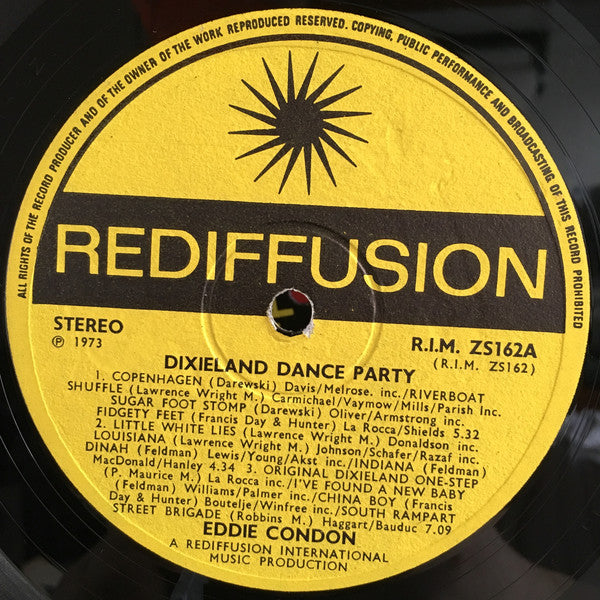 ALL RIGHTS OF THE RECORD PRODUCER AND OF THE OWNER OF THE WORK REPRODUCED RESERVED. COPYING, PUBLIC PERFORMANCE AND BROADCASTING OF THIS RECORD PROHIBITED
REDIFFUSION
STEREO
Ⓟ 1973
R.I.M. ZS162A
(R.I.M. ZS162)
DIXIELAND DANCE PARTY
1. COPENHAGEN (Darewski) Davis/Melrose. inc./RIVERBOAT
SHUFFLE (Lawrence Wright M.) Carmichael/Vaymow/Mills/Parish Inc.
SUGAR FOOT STOMP (Darewski) Oliver/Armstrong inc.
FIDGETY FEET (Francis Day & Hunter) La Rocca/Shields 5.32
2. LITTLE WHITE LIES (Lawrence Wright M.) Donaldson inc.
LOUISIANA (Lawrence Wright M.) Johnson/Schafer/Razaf inc
DINAH (Feldman) Lewis/Young/Akst inc./INDIANA (Feldman)
MacDonald/Hanley 4.34 3. ORIGINAL DIXIELAND ONE-STEP
(P. Maurice M.) La Rocca inc./I'VE FOUND A NEW BABY
(Feldman) Williams/Palmer inc./CHINA BOY (Francis
Day & Hunter) Boutelje/Winfree inc./SOUTH RAMPART
STREET BRIGADE (Robbins M.) Haggart/Bauduc 7.09
EDDIE CONDON
A REDIFFUSION INTERNATIONAL
MUSIC PRODUCTION